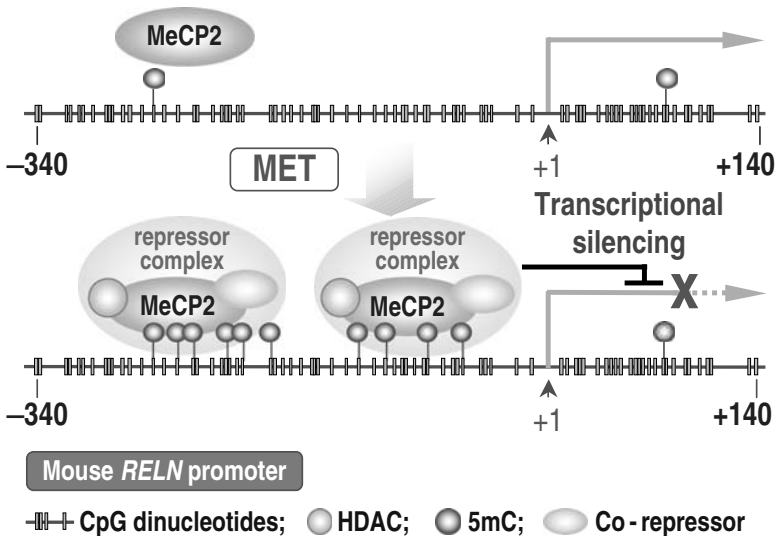 MeCP2
–340
+1
+140
MET
Transcriptional
silencing
repressor
complex
MeCP2
repressor
complex
MeCP2
X
–340
+1
+140
Mouse RELN promoter
CpG dinucleotides; HDAC; 5mC; Co-repressor